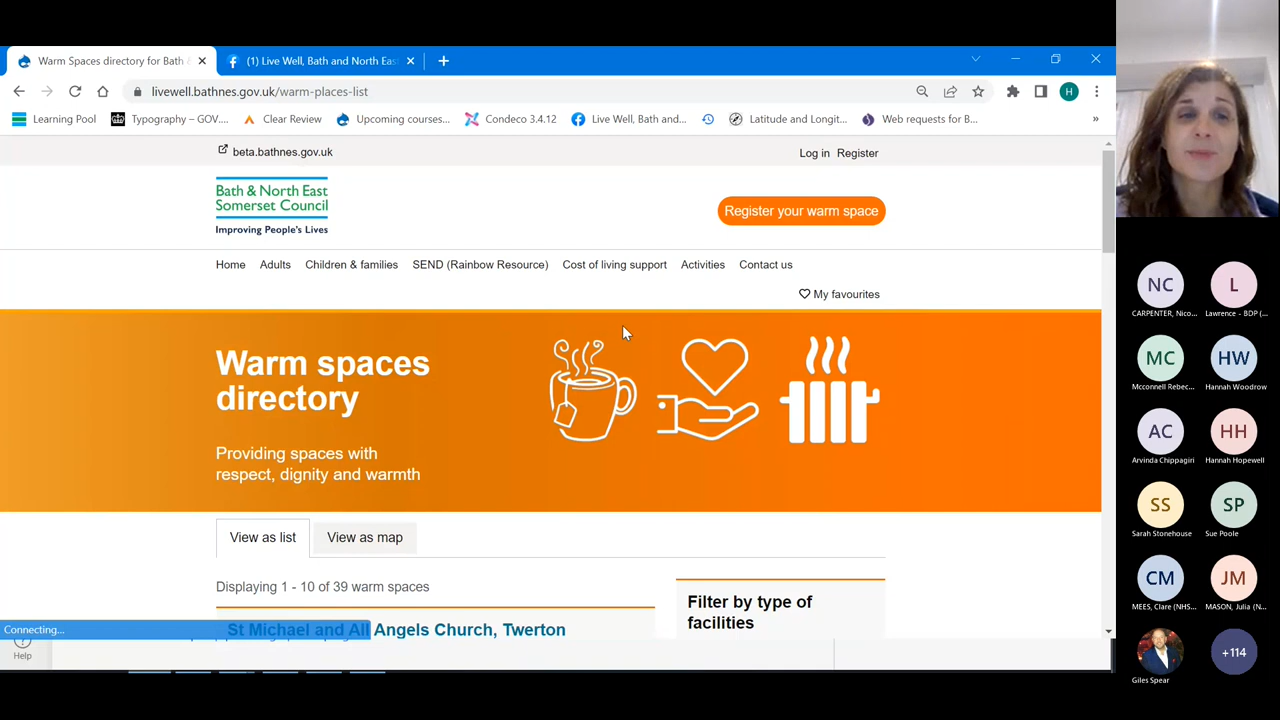 Warm Spaces directory for Bath &
(1) Live Well, Bath and North Eas
livewell.bathnes.gov.uk/warm-places-list
H
Learning Pool
Typography – GOV....
Clear Review
Upcoming courses...
Condeco 3.4.12
Live Well, Bath and...
Latitude and Longit...
Web requests for B...
»
beta.bathnes.gov.uk
Log in Register
Bath & North East
Somerset Council
Improving People's Lives
Register your warm space
Home Adults Children & families SEND (Rainbow Resource) Cost of living support Activities Contact us
My favourites
Warm spaces
directory
Providing spaces with
respect, dignity and warmth
View as list
View as map
Displaying 1 - 10 of 39 warm spaces
St Michael and All Angels Church, Twerton
Filter by type of
facilities
Connecting...
Help
NC
CARPENTER, Nico...
L
Lawrence - BDP (...
MC
Mcconnell Rebec...
HW
Hannah Woodrow
AC
Arvinda Chippagiri
HH
Hannah Hopewell
SS
Sarah Stonehouse
SP
Sue Poole
CM
MEES, Clare (NHS...
JM
MASON, Julia (N...
Giles Spear
+114